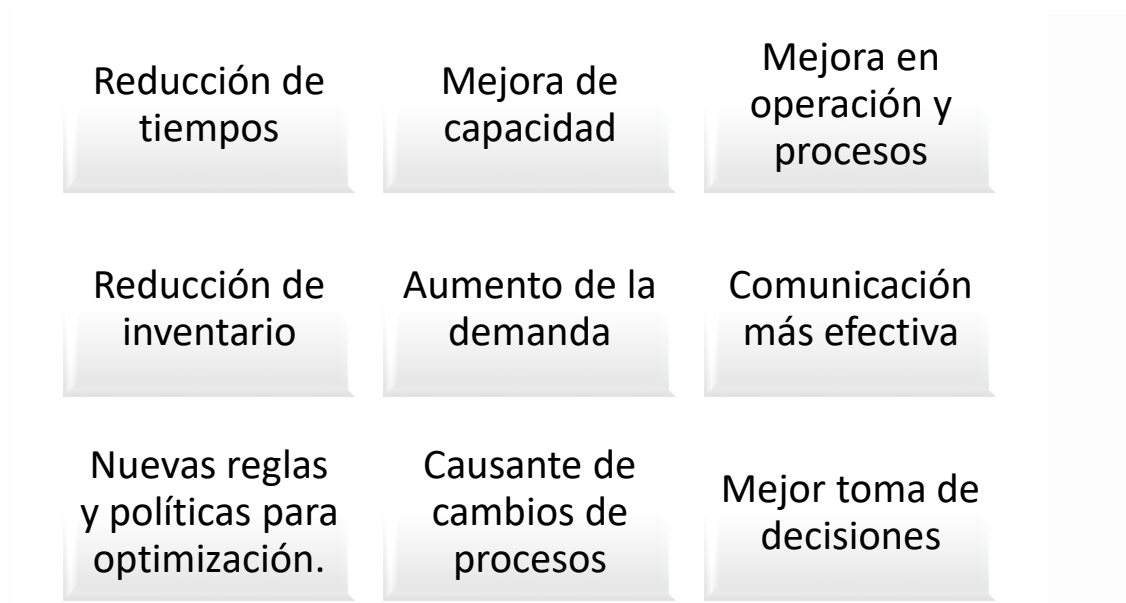 Reducción de
tiempos
Mejora de
capacidad
Mejora en
operación y
procesos
Reducción de
inventario
Aumento de la
demanda
Comunicación
más efectiva
Nuevas reglas
y políticas para
optimización.
Causante de
cambios de
procesos
Mejor toma de
decisiones